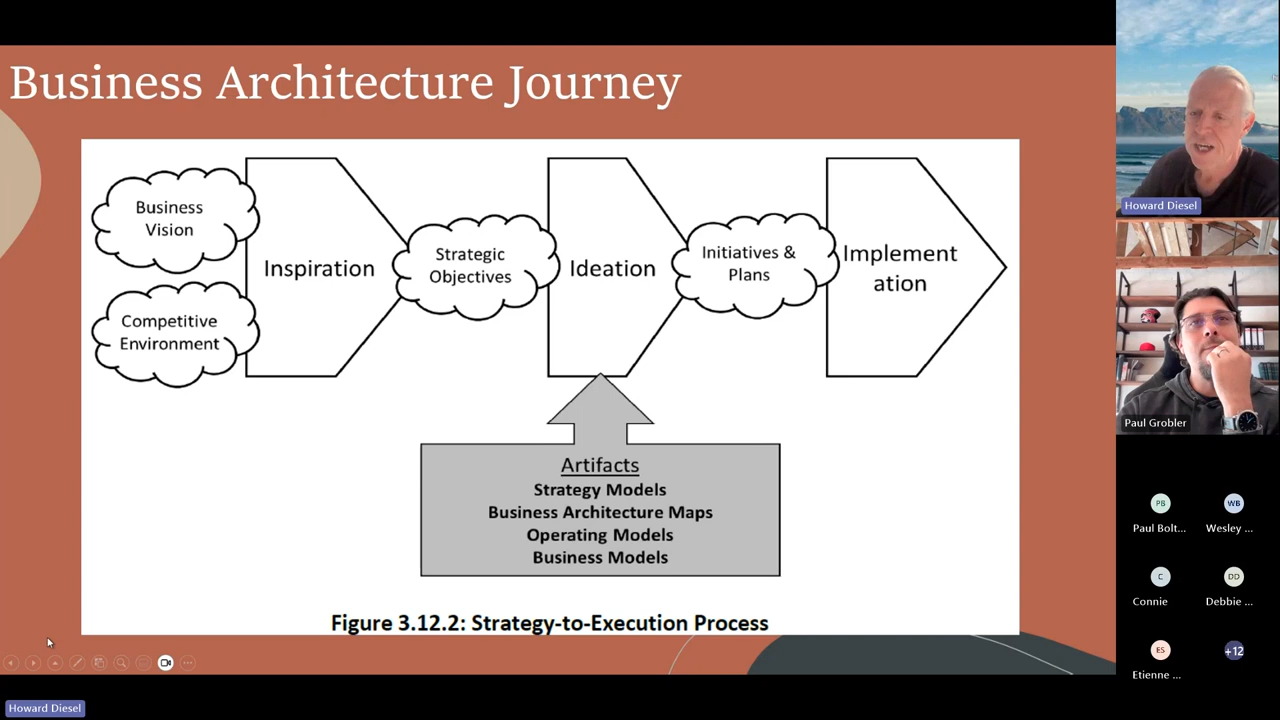 Business Architecture Journey
Business
Vision
Competitive
Environment
Inspiration
Strategic
Objectives
Ideation
Initiatives &
Plans
Implement
ation
Artifacts
Strategy Models
Business Architecture Maps
Operating Models
Business Models
Figure 3.12.2: Strategy-to-Execution Process
Howard Diesel
Paul Grobler
PB
WB
Paul Bolt...
Wesley ...
C
DD
Connie
Debbie ...
ES
+12
Etienne ...
Howard Diesel